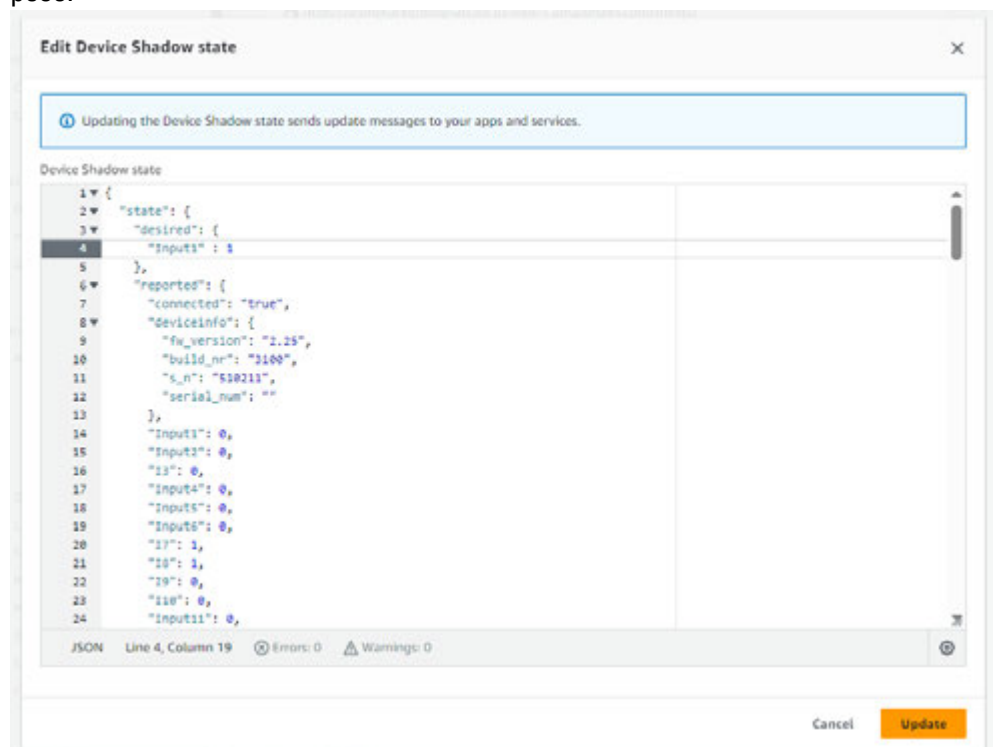 Edit Device Shadow state
Updating the Device Shadow state sends update messages to your apps and services.
Device Shadow state
1 {
2 "state": {
3 "desired": {
4 : 1
5 },
6 "reported": {
7 "connected": "true",
8 "deviceinfo": {
9 "fw_version": "2.25",
10 "build_nr": "3100",
11 "s_n": "510211",
12 "serial_num": ""
13 },
14 "Input1": 0,
15 "Input2": 0,
16 "I3": 0,
17 "Input4": 0,
18 "Input5": 0,
19 "Input6": 0,
20 "I7": 1,
21 "I8": 1,
22 "I9": 0,
23 "I10": 0,
24 "Input11": 0,
JSON Line 4, Column 19 Errors: 0 Warnings: 0
Cancel Update